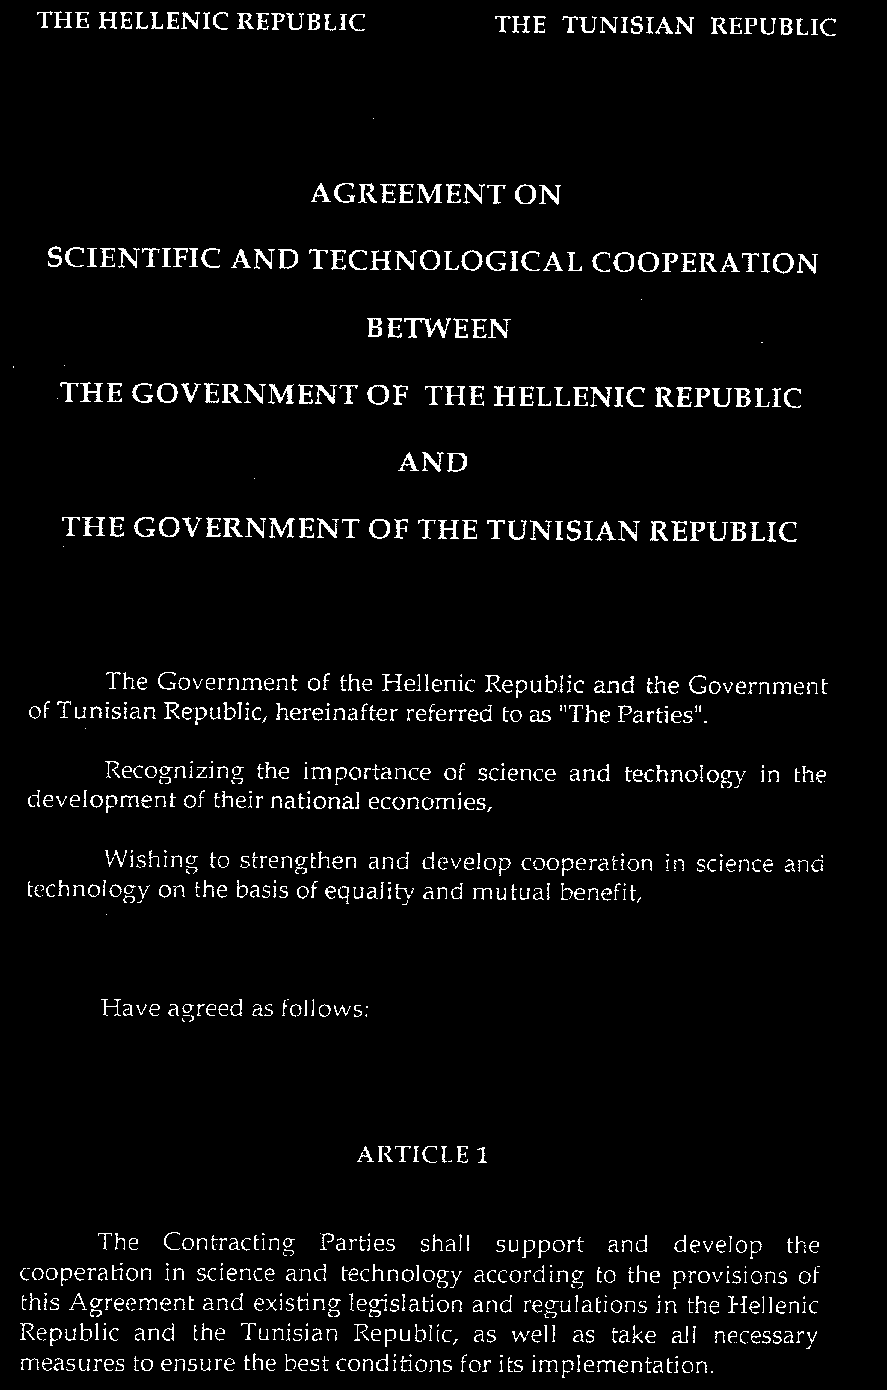 THE HELLENIC REPUBLIC THE TUNISIAN REPUBLIC
AGREEMENT ON
SCIENTIFIC AND TECHNOLOGICAL COOPERATION
BETWEEN
THE GOVERNMENT OF THE HELLENIC REPUBLIC
AND
THE GOVERNMENT OF THE TUNISIAN REPUBLIC
The Government of the Hellenic Republic and the Government
of Tunisian Republic, hereinafter referred to as "The Parties".
Recognizing the importance of science and technology in the
development of their national economies,
Wishing to strengthen and develop cooperation in science and
technology on the basis of equality and mutual benefit,
Have agreed as follows:
ARTICLE 1
The Contracting Parties shall support and develop the
cooperation in science and technology according to the provisions of
this Agreement and existing legislation and regulations in the Hellenic
Republic and the Tunisian Republic, as well as take all necessary
measures to ensure the best conditions for its implementation.